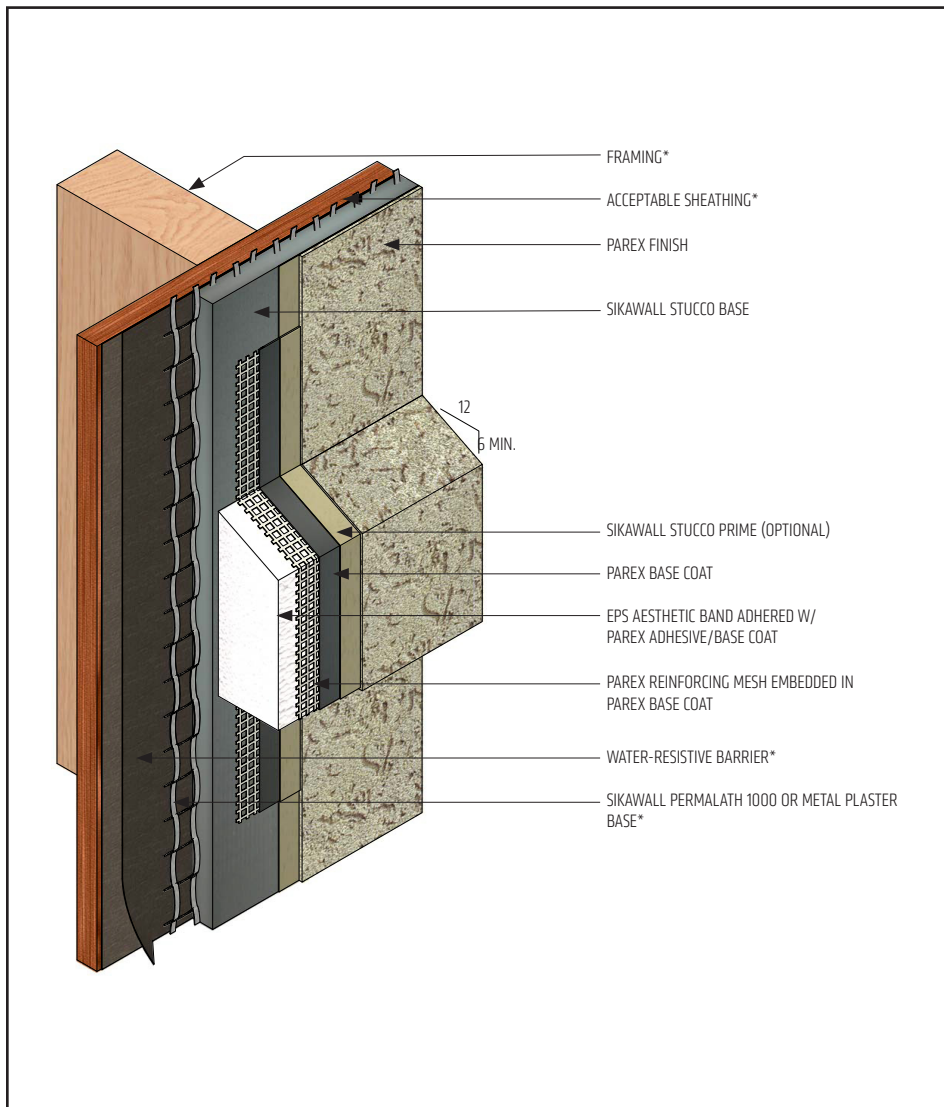 FRAMING*
ACCEPTABLE SHEATHING*
PAREX FINISH
SIKAWALL STUCCO BASE
12
6 MIN.
SIKAWALL STUCCO PRIME (OPTIONAL)
PAREX BASE COAT
EPS AESTHETIC BAND ADHERED W/
PAREX ADHESIVE/BASE COAT
PAREX REINFORCING MESH EMBEDDED IN
PAREX BASE COAT
WATER-RESISTIVE BARRIER*
SIKAWALL PERMALATH 1000 OR METAL PLASTER
BASE*